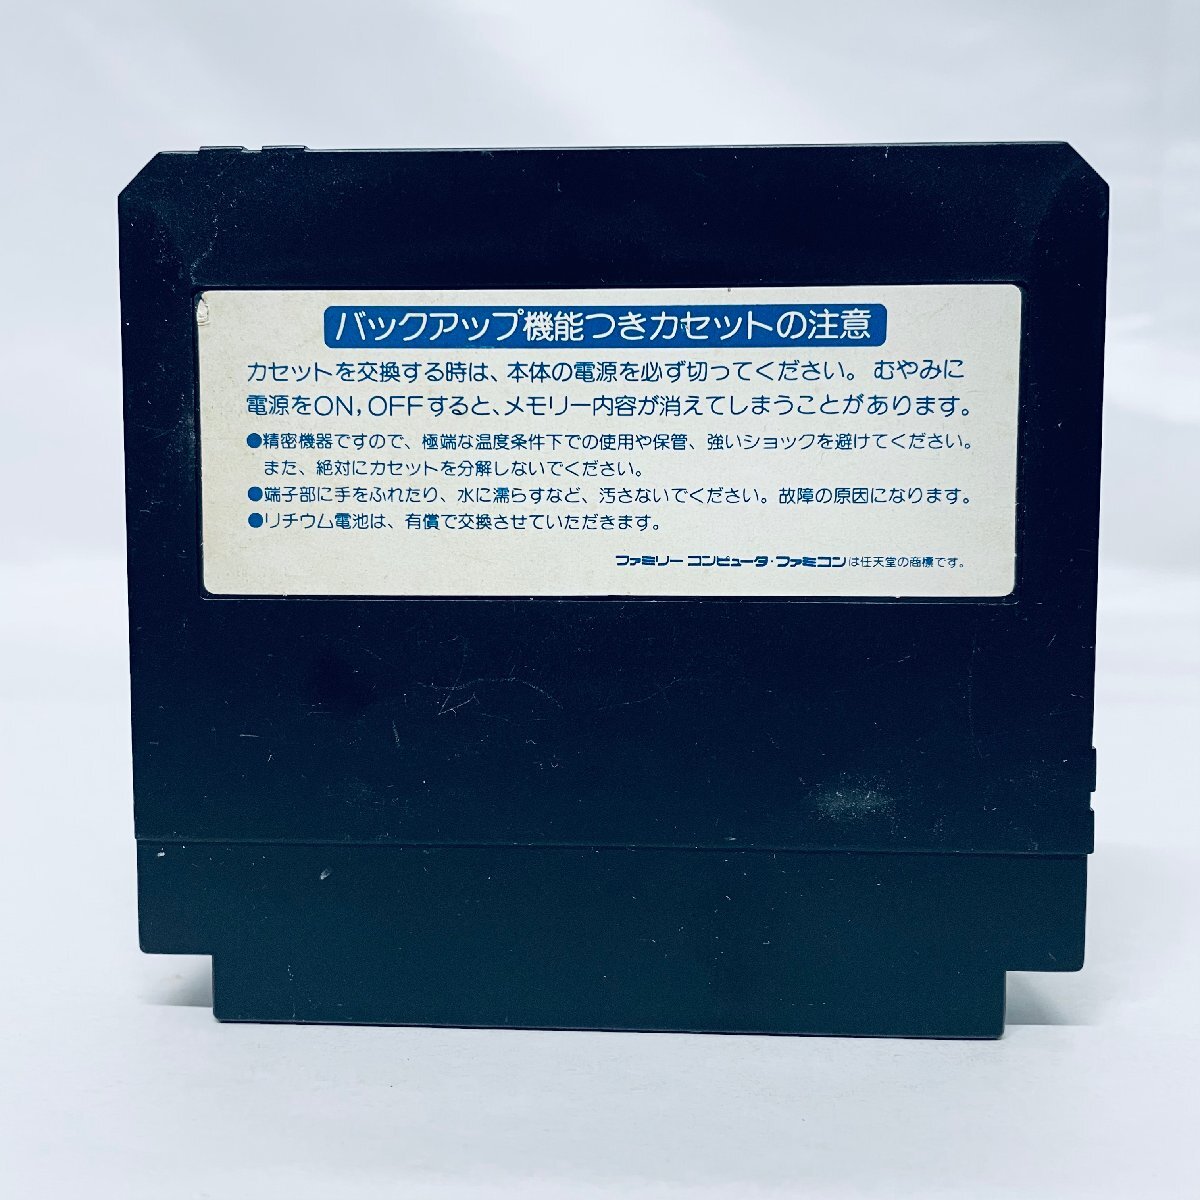 バックアップ機能つきカセットの注意
カセットを交換する時は、本体の電源を必ず切ってください。むやみに
電源をON,OFFすると、メモリー内容が消えてしまうことがあります。
●精密機器ですので、極端な温度条件下での使用や保管、強いショックを避けてください。
また、絶対にカセットを分解しないでください。
●端子部に手をふれたり、水に濡らすなど、汚さないでください。故障の原因になります。
●リチウム電池は、有償で交換させていただきます。
ファミリーコンピュータ・ファミコンは任天堂の商標です。